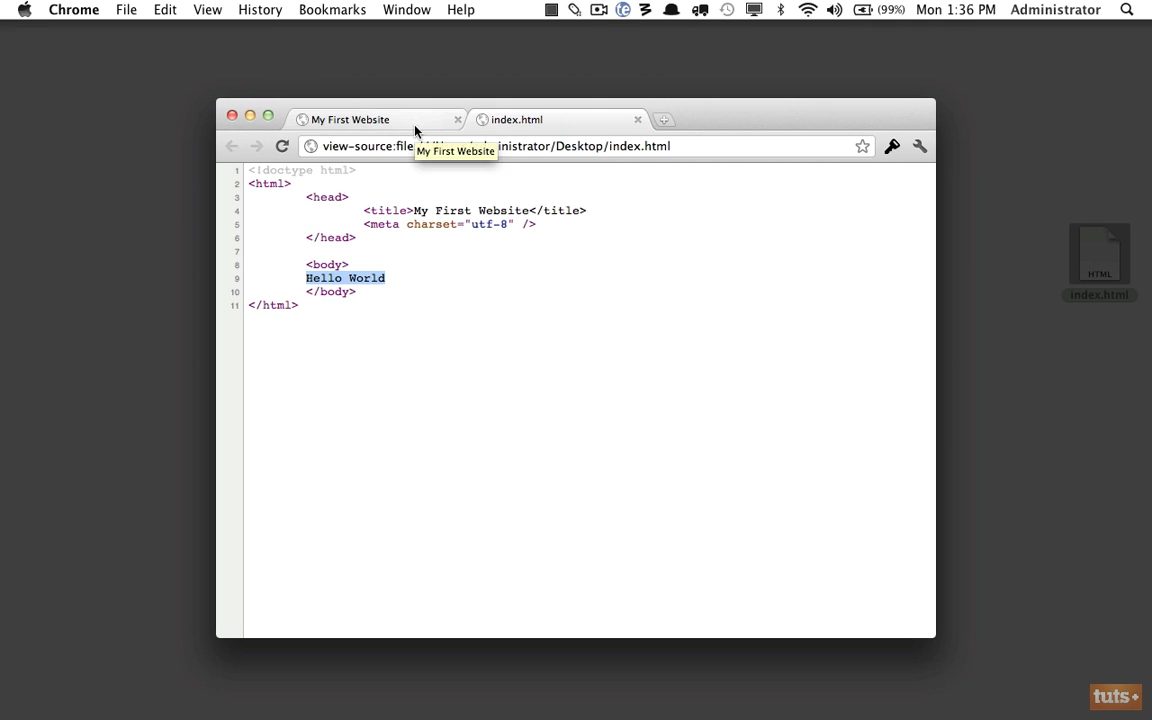 Chrome File Edit View History Bookmarks Window Help (99%) Mon 1:36 PM Administrator
My First Website index.html
view-source:file administrator/Desktop/index.html
My First Website
1 <!doctype html>
2 <html>
3 <head>
4 <title>My First Website</title>
5 <meta charset="utf-8" />
6 </head>
7
8 <body>
9 Hello World
10 </body>
11 </html>
HTML
index.html
tuts+